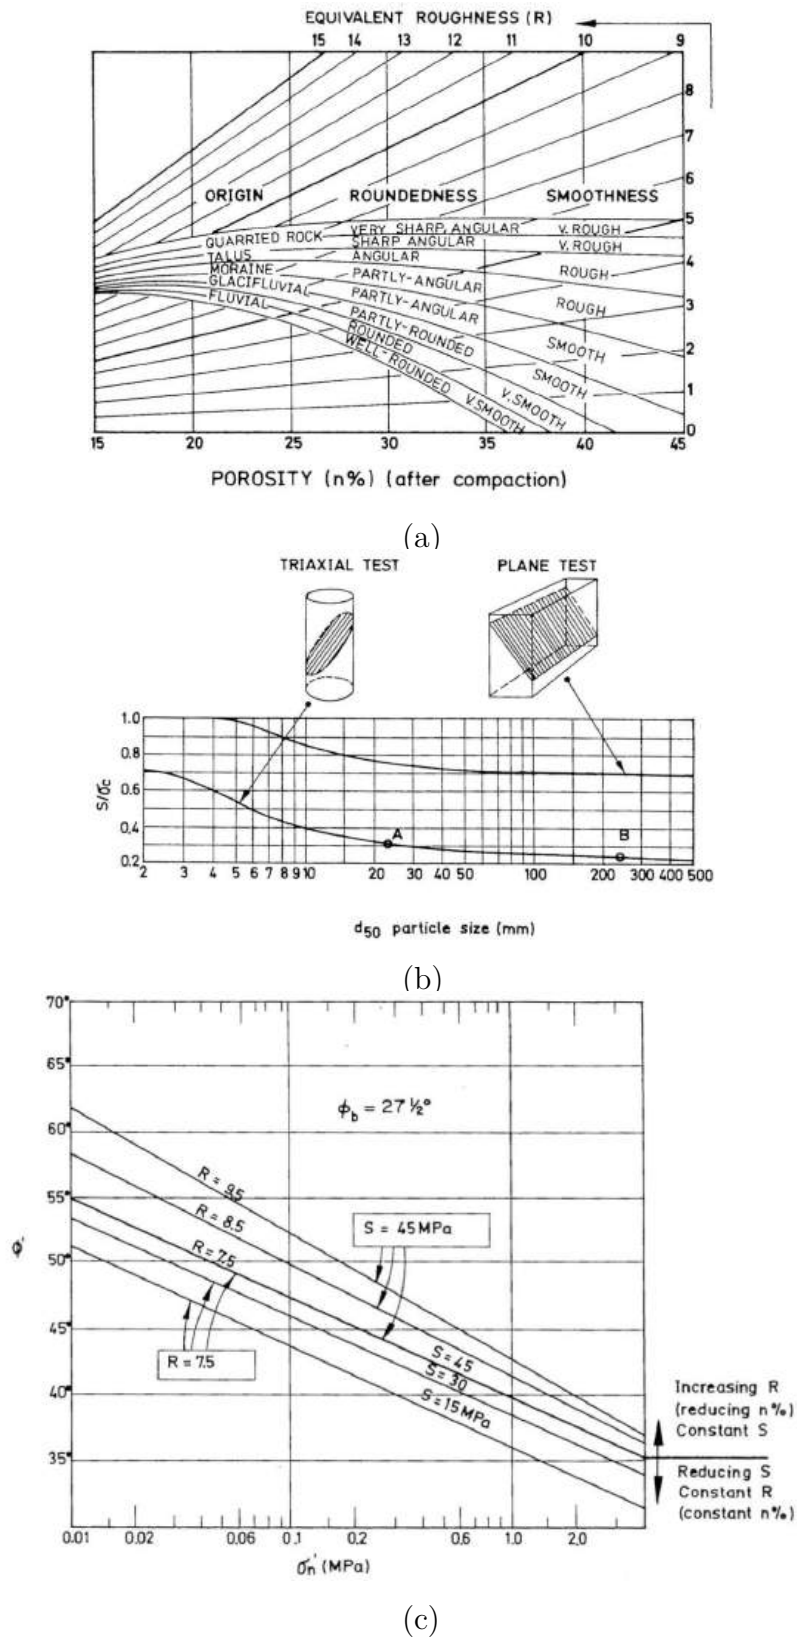 EQUIVALENT ROUGHNESS (R)
15 14 13 12 11 10 9
8
7
6
ORIGIN ROUNDEDNESS SMOOTHNESS
5
QUARRIED ROCK VERY SHARP ANGULAR V. ROUGH
TALUS SHARP ANGULAR V. ROUGH
MORAINE ANGULAR ROUGH
4
GLACIFLUVIAL PARTLY-ANGULAR ROUGH
FLUVIAL PARTLY-ANGULAR SMOOTH
3
PARTLY-ROUNDED SMOOTH
2
ROUNDED V. SMOOTH
WELL-ROUNDED V.SMOOTH
1
0
15 20 25 30 35 40 45
POROSITY (n%) (after compaction)
(a)
TRIAXIAL TEST PLANE TEST
1.0
0.8
0.6
0.4
0.2
S/σc
A B
2 3 4 5 6 7 8 9 10 20 30 40 50 100 200 300 400 500
d50 particle size (mm)
(b)
70°
65°
60°
55°
50°
45°
40°
35°
ϕ'
ϕb = 27½°
R = 9.5
R = 8.5
R = 7.5
S = 45 MPa
R = 7.5
S = 45
S = 30
S = 15 MPa
Increasing R
(reducing n%)
Constant S
Reducing S
Constant R
(constant n%)
0.01 0.02 0.06 0.1 0.2 0.6 1.0 2.0
σn' (MPa)
(c)